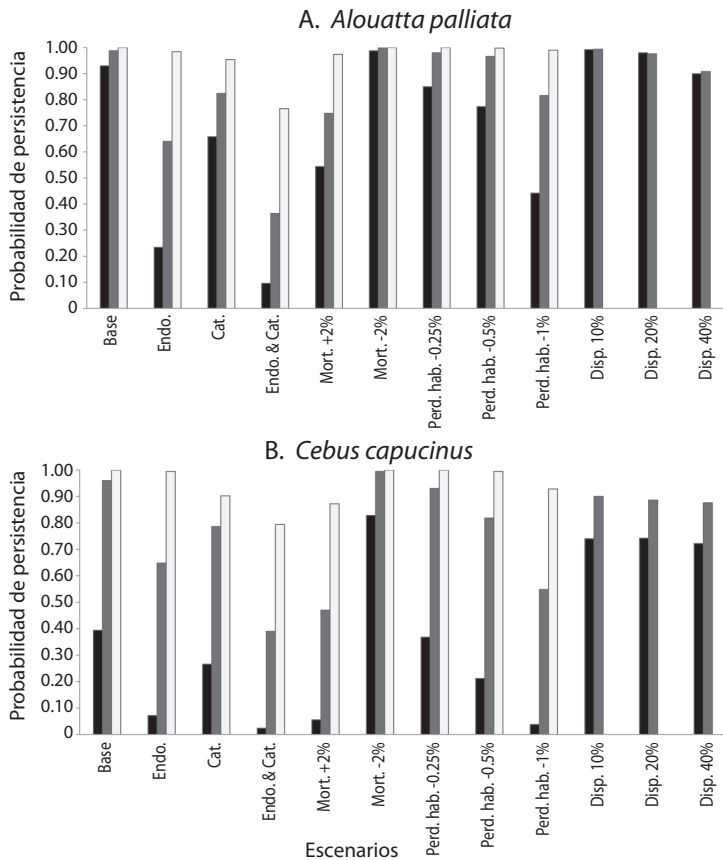 A. Alouatta palliata
Probabilidad de persistencia
1.00
0.90
0.80
0.70
0.60
0.50
0.40
0.30
0.20
0.10
0
Base
Endo.
Cat.
Endo. & Cat.
Mort. +2%
Mort. -2%
Perd. hab. -0.25%
Perd. hab. -0.5%
Perd. hab. -1%
Disp. 10%
Disp. 20%
Disp. 40%
B. Cebus capucinus
Probabilidad de persistencia
1.00
0.90
0.80
0.70
0.60
0.50
0.40
0.30
0.20
0.10
0
Base
Endo.
Cat.
Endo. & Cat.
Mort. +2%
Mort. -2%
Perd. hab. -0.25%
Perd. hab. -0.5%
Perd. hab. -1%
Disp. 10%
Disp. 20%
Disp. 40%
Escenarios